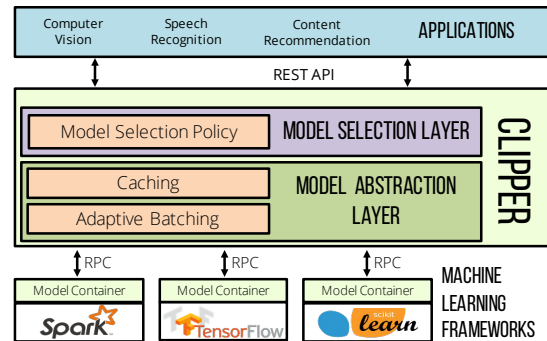 Computer Vision
Speech Recognition
Content Recommendation
APPLICATIONS
REST API
Model Selection Policy
MODEL SELECTION LAYER
CLIPPER
Caching
Adaptive Batching
MODEL ABSTRACTION
LAYER
RPC
RPC
RPC
Model Container
Model Container
Model Container
Spark
TensorFlow
scikit
learn
MACHINE
LEARNING
FRAMEWORKS